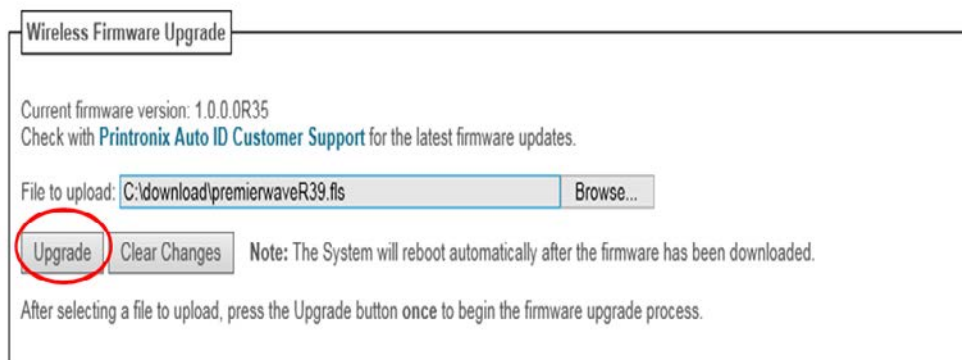 Wireless Firmware Upgrade
Current firmware version: 1.0.0.0R35
Check with Printronix Auto ID Customer Support for the latest firmware updates.
File to upload: C:\download\premierwaveR39.fls Browse...
Upgrade Clear Changes Note: The System will reboot automatically after the firmware has been downloaded.
After selecting a file to upload, press the Upgrade button once to begin the firmware upgrade process.